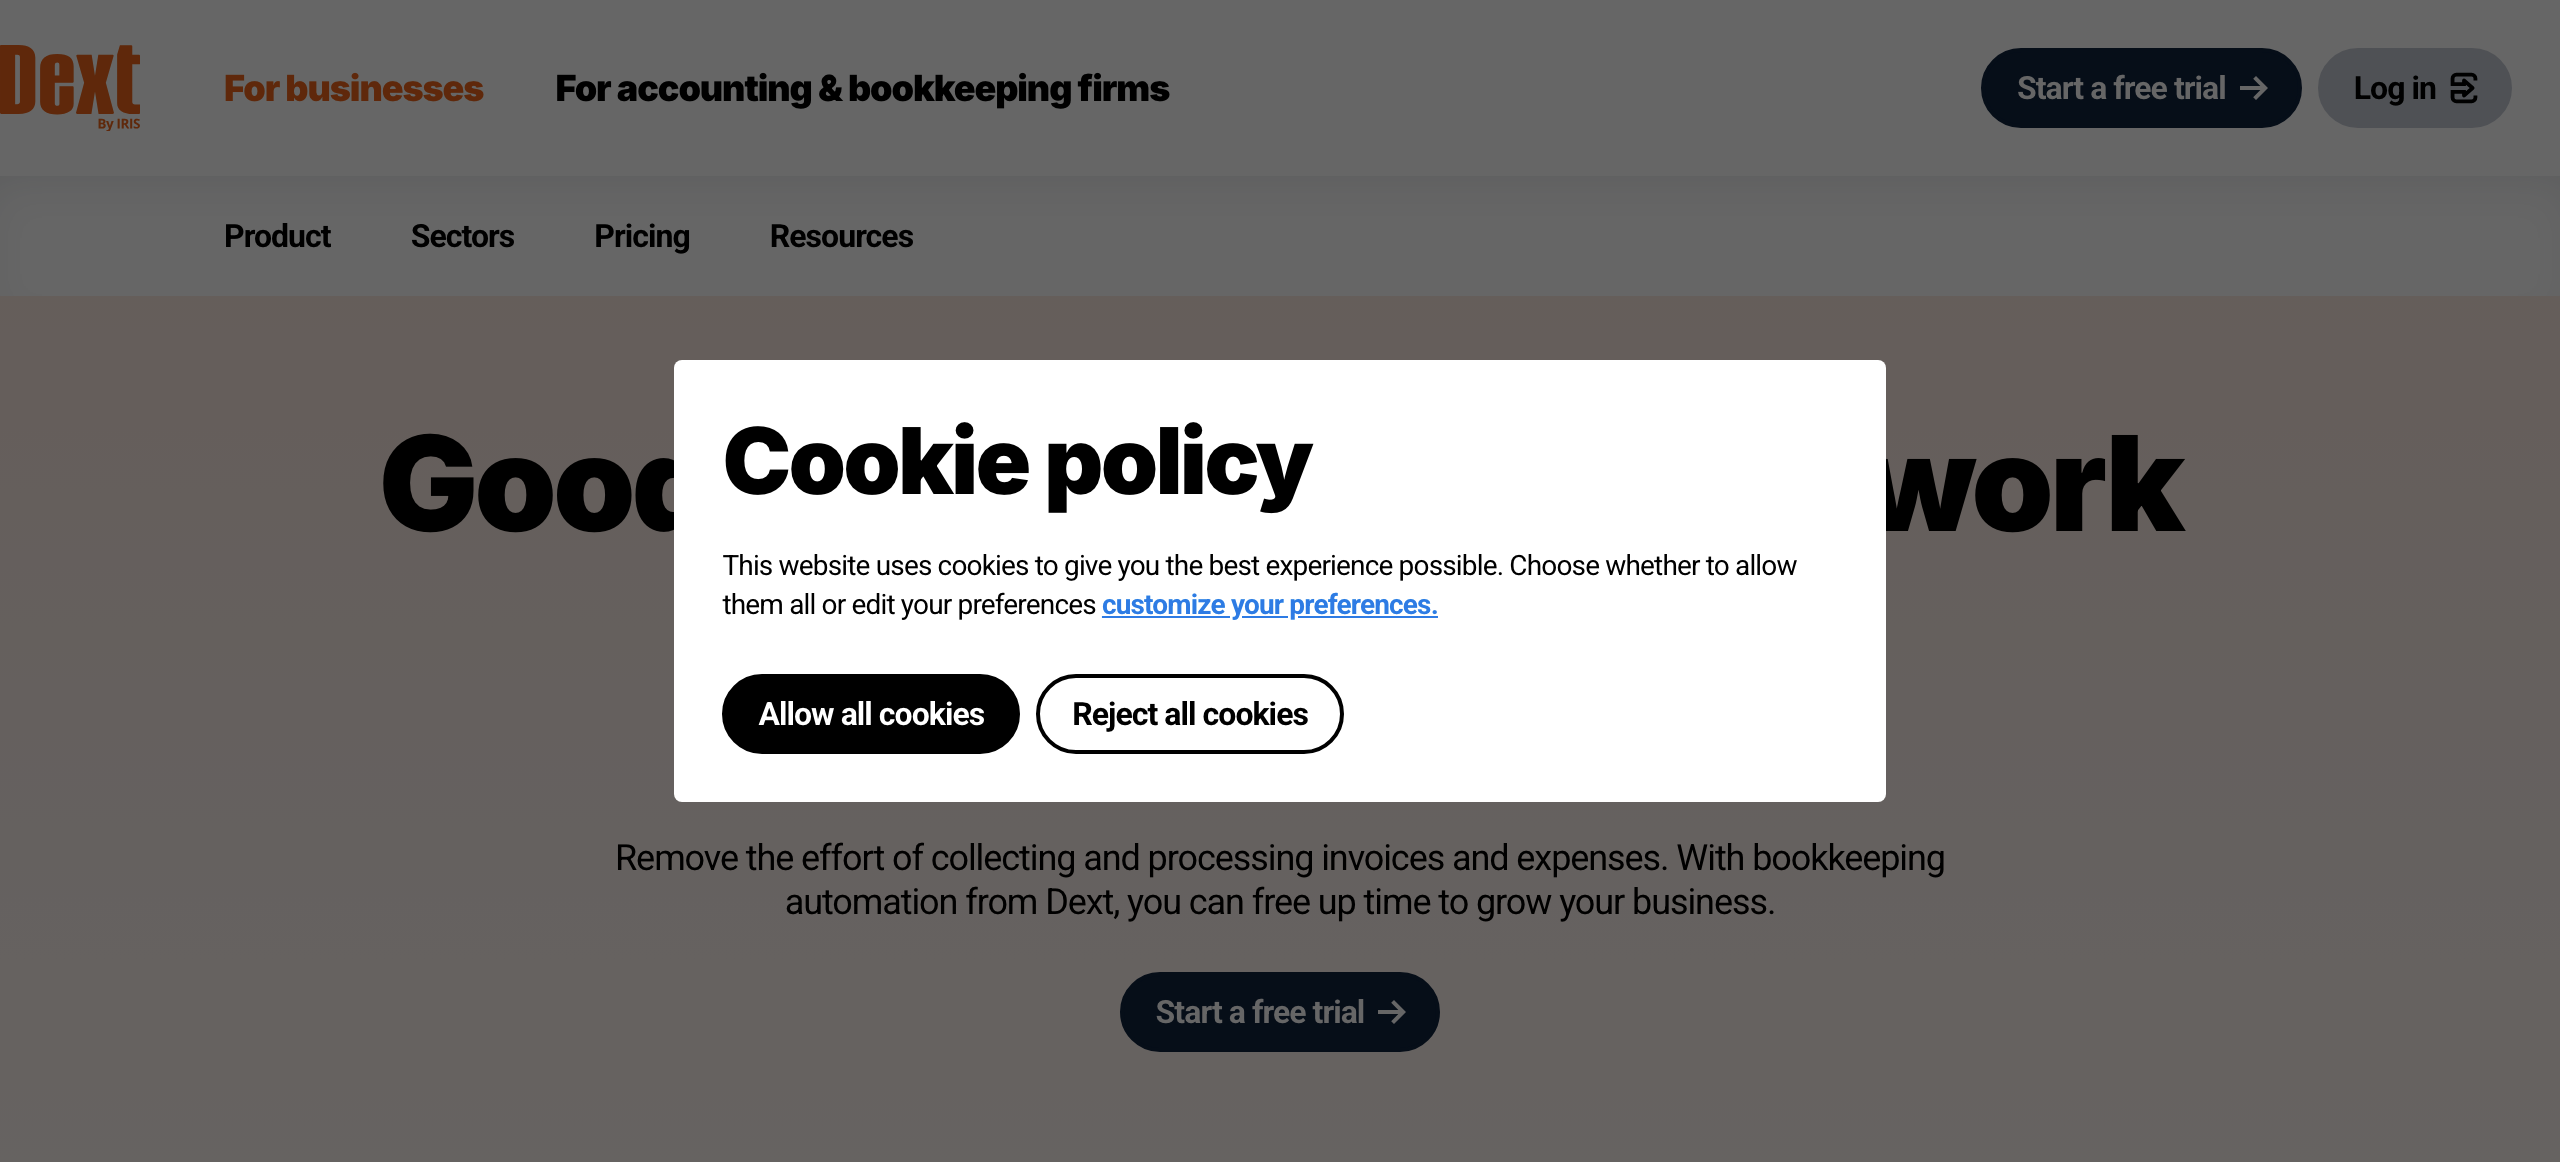 Dext
By IRIS
For businesses
For accounting & bookkeeping firms
Start a free trial
Log in
Product
Sectors
Pricing
Resources
work
Cookie policy
This website uses cookies to give you the best experience possible. Choose whether to allow
them all or edit your preferences customize your preferences.
Allow all cookies
Reject all cookies
Remove the effort of collecting and processing invoices and expenses. With bookkeeping
automation from Dext, you can free up time to grow your business.
Start a free trial